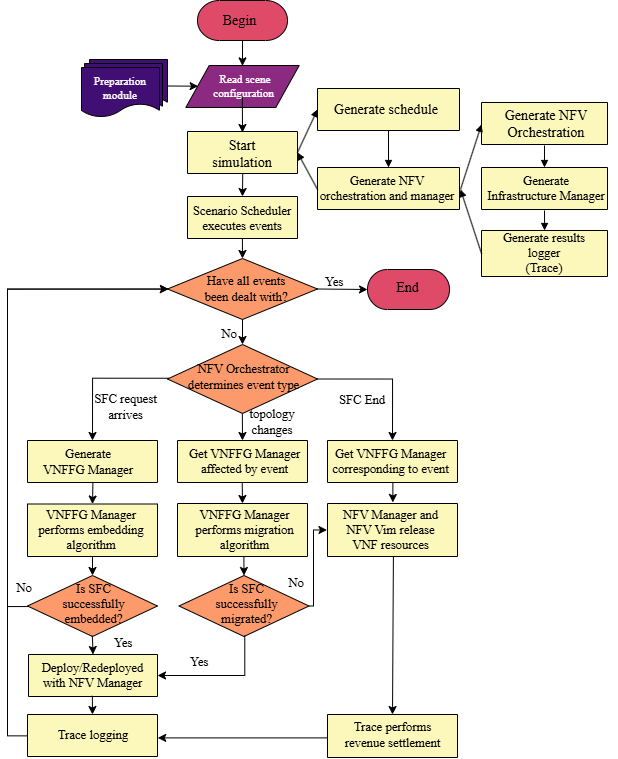 Begin
Preparation
module
Read scene
configuration
Generate schedule
Generate NFV
Orchestration
Start
simulation
Generate NFV
orchestration and manager
Generate
Infrastructure Manager
Scenario Scheduler
executes events
Generate results
logger
(Trace)
Have all events
been dealt with?
Yes
End
No
NFV Orchestrator
determines event type
SFC request
arrives
topology
changes
SFC End
Generate
VNFFG Manager
Get VNFFG Manager
affected by event
Get VNFFG Manager
corresponding to event
VNFFG Manager
performs embedding
algorithm
VNFFG Manager
performs migration
algorithm
NFV Manager and
NFV Vim release
VNF resources
No
Is SFC
successfully
embedded?
Is SFC
successfully
migrated?
No
Yes
Yes
Deploy/Redeployed
with NFV Manager
Trace logging
Trace performs
revenue settlement